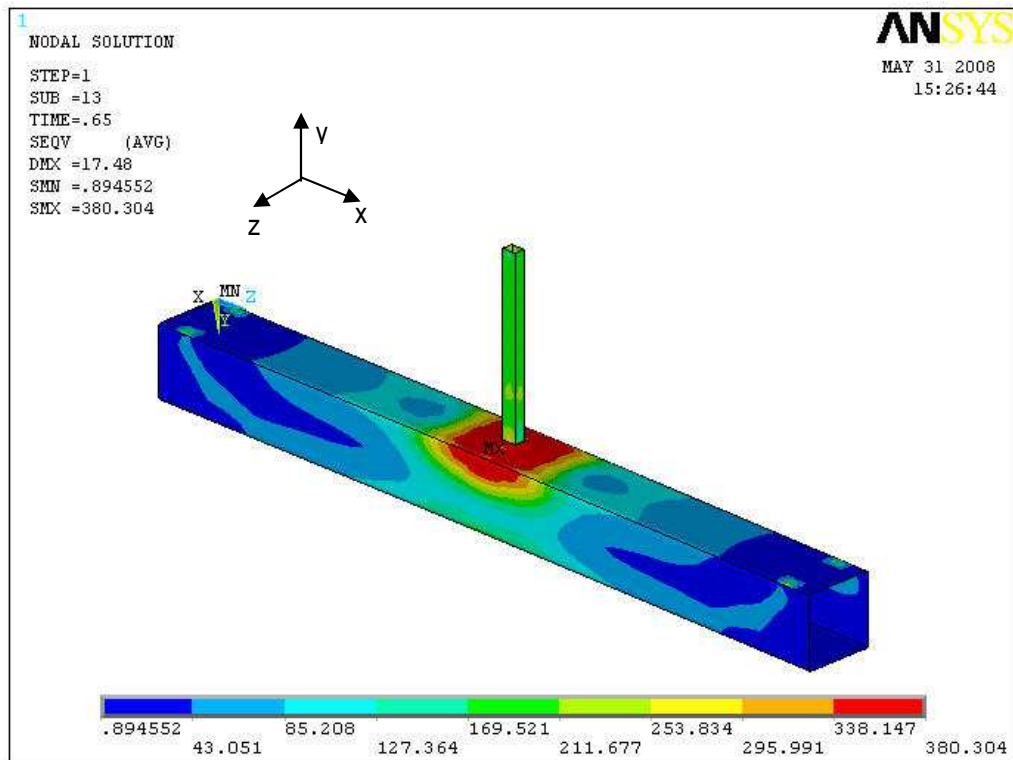 1
NODAL SOLUTION
STEP=1
SUB =13
TIME=.65
SEQV (AVG)
DMX =17.48
SMN =.894552
SMX =380.304
ANSYS
MAY 31 2008
15:26:44
y
z
x
X MN Z
Y
MX
.894552 85.208 169.521 253.834 338.147
43.051 127.364 211.677 295.991 380.304